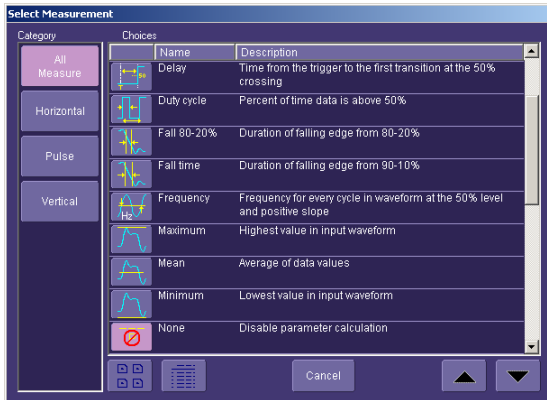 Select Measurement
Category
Choices
All
Measure
Horizontal
Pulse
Vertical
Name Description
Delay Time from the trigger to the first transition at the 50%
crossing
Duty cycle Percent of time data is above 50%
Fall 80-20% Duration of falling edge from 80-20%
Fall time Duration of falling edge from 90-10%
Frequency Frequency for every cycle in waveform at the 50% level
and positive slope
Hz
Maximum Highest value in input waveform
Mean Average of data values
Minimum Lowest value in input waveform
None Disable parameter calculation
Cancel